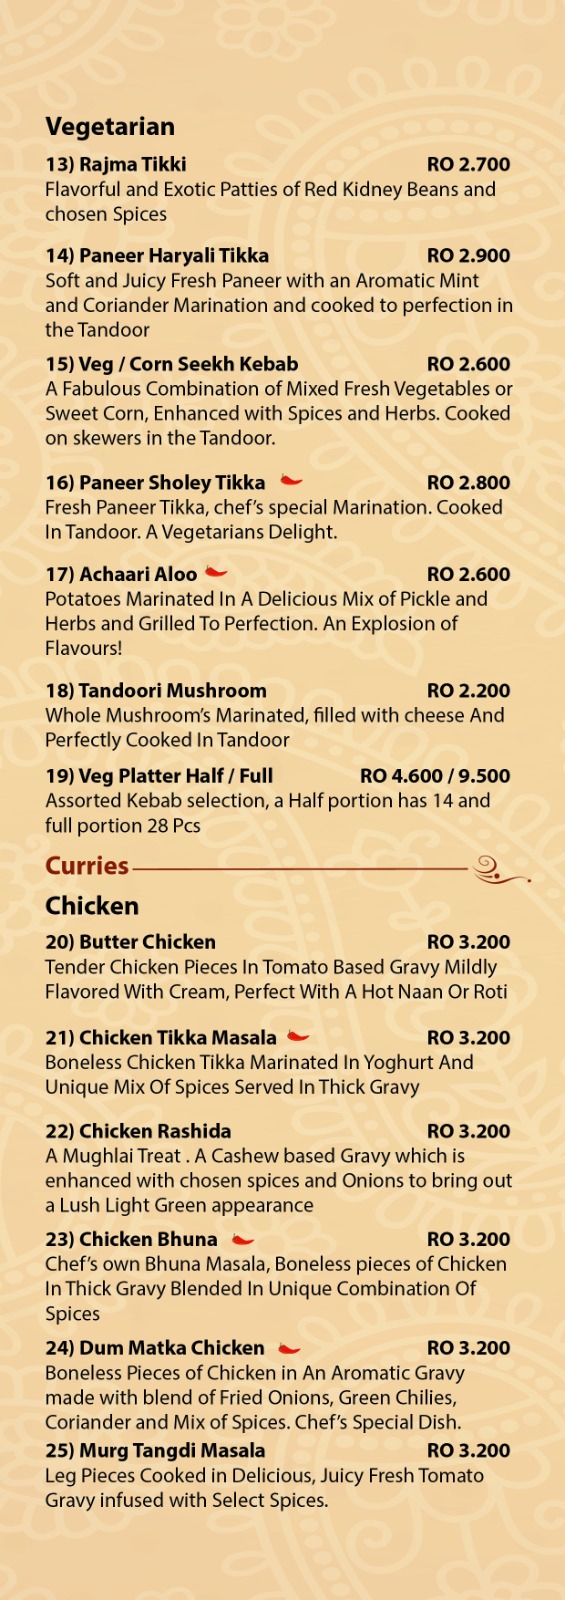 Vegetarian
13) Rajma Tikki RO 2.700
Flavorful and Exotic Patties of Red Kidney Beans and
chosen Spices
14) Paneer Haryali Tikka RO 2.900
Soft and Juicy Fresh Paneer with an Aromatic Mint
and Coriander Marination and cooked to perfection in
the Tandoor
15) Veg / Corn Seekh Kebab RO 2.600
A Fabulous Combination of Mixed Fresh Vegetables or
Sweet Corn, Enhanced with Spices and Herbs. Cooked
on skewers in the Tandoor.
16) Paneer Sholey Tikka RO 2.800
Fresh Paneer Tikka, chef's special Marination. Cooked
In Tandoor. A Vegetarians Delight.
17) Achaari Aloo RO 2.600
Potatoes Marinated In A Delicious Mix of Pickle and
Herbs and Grilled To Perfection. An Explosion of
Flavours!
18) Tandoori Mushroom RO 2.200
Whole Mushroom's Marinated, filled with cheese And
Perfectly Cooked In Tandoor
19) Veg Platter Half / Full RO 4.600 / 9.500
Assorted Kebab selection, a Half portion has 14 and
full portion 28 Pcs
Curries
Chicken
20) Butter Chicken RO 3.200
Tender Chicken Pieces In Tomato Based Gravy Mildly
Flavored With Cream, Perfect With A Hot Naan Or Roti
21) Chicken Tikka Masala RO 3.200
Boneless Chicken Tikka Marinated In Yoghurt And
Unique Mix Of Spices Served In Thick Gravy
22) Chicken Rashida RO 3.200
A Mughlai Treat . A Cashew based Gravy which is
enhanced with chosen spices and Onions to bring out
a Lush Light Green appearance
23) Chicken Bhuna RO 3.200
Chef's own Bhuna Masala, Boneless pieces of Chicken
In Thick Gravy Blended In Unique Combination Of
Spices
24) Dum Matka Chicken RO 3.200
Boneless Pieces of Chicken in An Aromatic Gravy
made with blend of Fried Onions, Green Chilies,
Coriander and Mix of Spices. Chef's Special Dish.
25) Murg Tangdi Masala RO 3.200
Leg Pieces Cooked in Delicious, Juicy Fresh Tomato
Gravy infused with Select Spices.